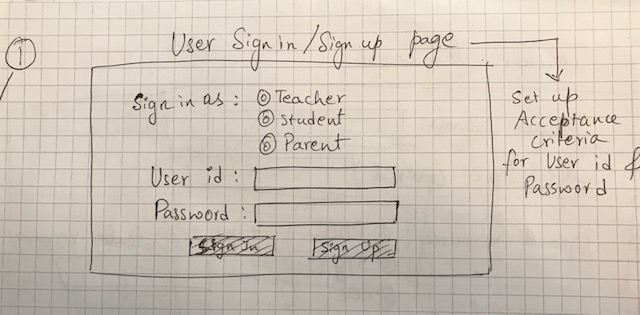 1
User Sign in / Sign up page
Sign in as : Teacher
Student
Parent
User id :
Password :
Sign In Sign Up
Set up
Acceptance
Criteria
for User id &
Password